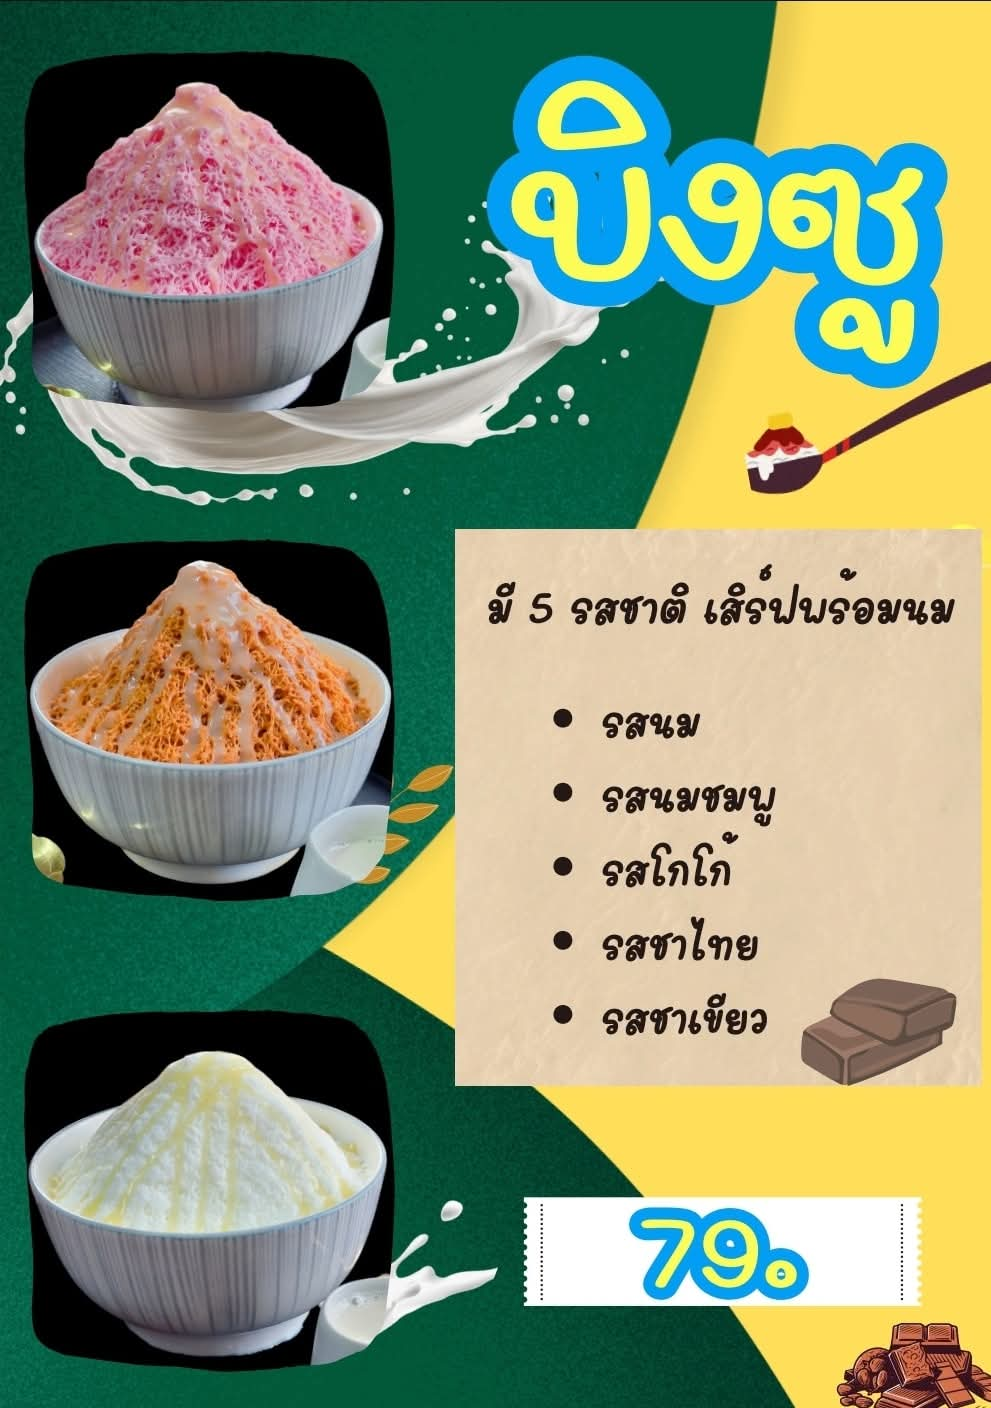 บิงซู
มี 5 รสชาติ เสิร์ฟพร้อมนม
• รสนม
• รสนมชมพู
• รสโกโก้
• รสชาไทย
• รสชาเขียว
79.